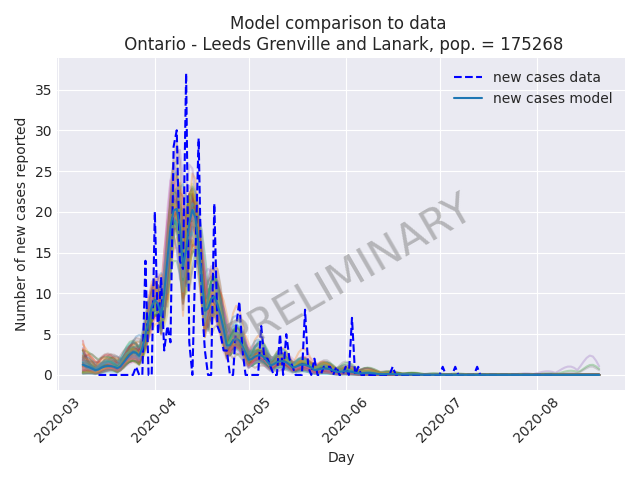 Model comparison to data
Ontario - Leeds Grenville and Lanark, pop. = 175268
new cases data
new cases model
35
30
25
20
15
10
5
0
Number of new cases reported
PRELIMINARY
2020-03
2020-04
2020-05
2020-06
2020-07
2020-08
Day